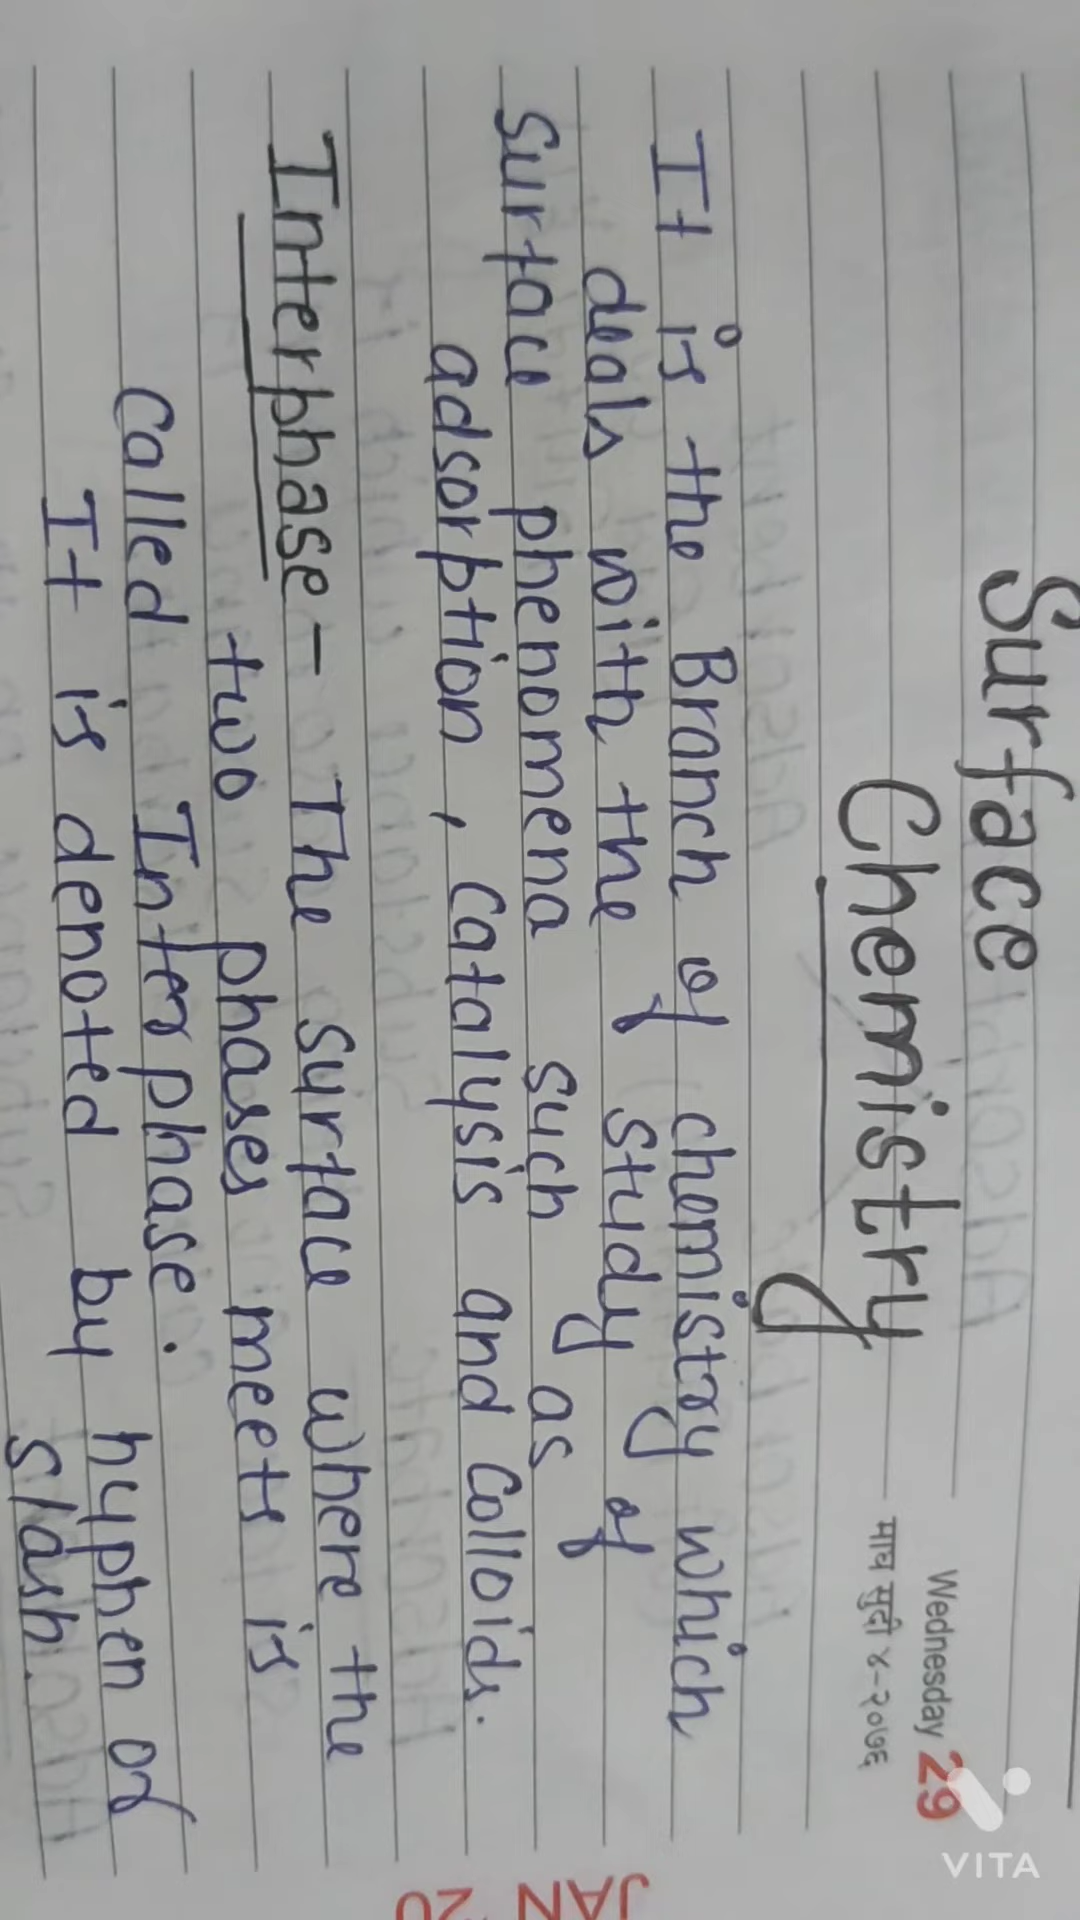 Wednesday 29
माघ सुदी ४-२०७६
Surface
Chemistry
It is the Branch of chemistry which
deals with the study of
Surface phenomena such as
adsorption, Catalysis and Colloids.
Interphase - The surface where the
two phases meets is
Called Interphase.
It is denoted by hyphen or
slash.
JAN 20
VITA